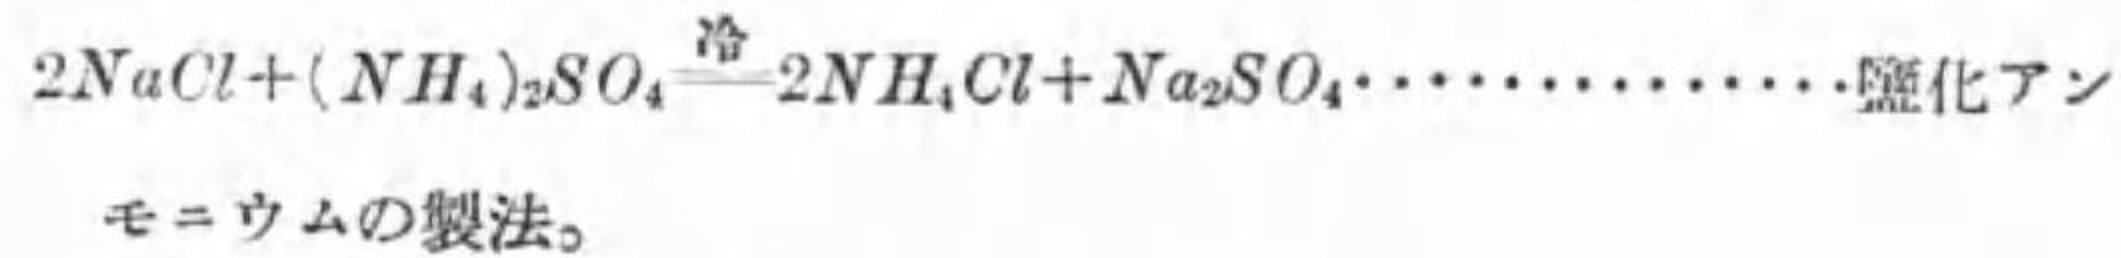 2NaCl+(NH₄)₂SO₄ 冷= 2NH₄Cl+Na₂SO₄・・・・・・・・・・・・・・・鹽化アン
モニウムの製法。